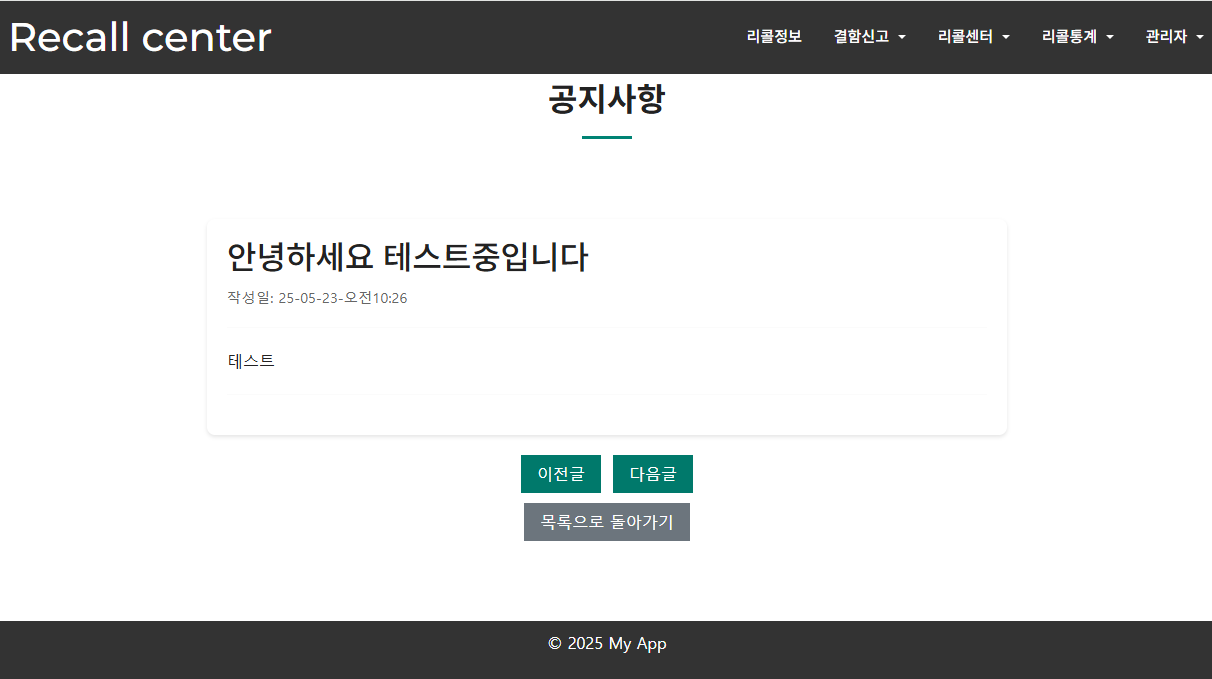 Recall center
리콜정보 결함신고 리콜센터 리콜통계 관리자
공지사항
안녕하세요 테스트중입니다
작성일: 25-05-23-오전10:26
테스트
이전글 다음글
목록으로 돌아가기
© 2025 My App